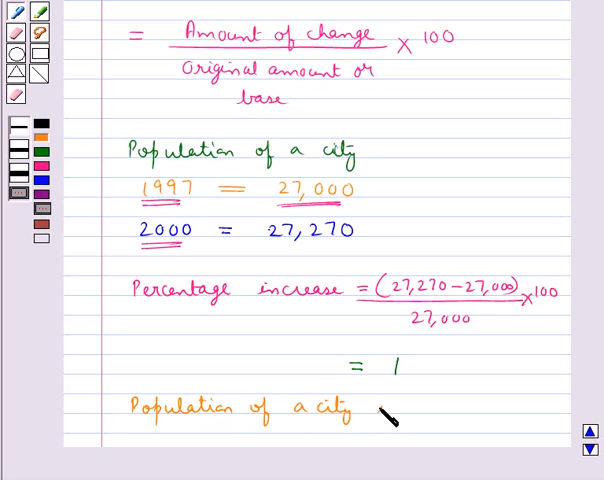 = Amount of change / Original amount or base × 100
Population of a city
1997 = 27,000
2000 = 27,270
Percentage increase = (27,270 - 27,000) / 27,000 × 100
= 1
Population of a city